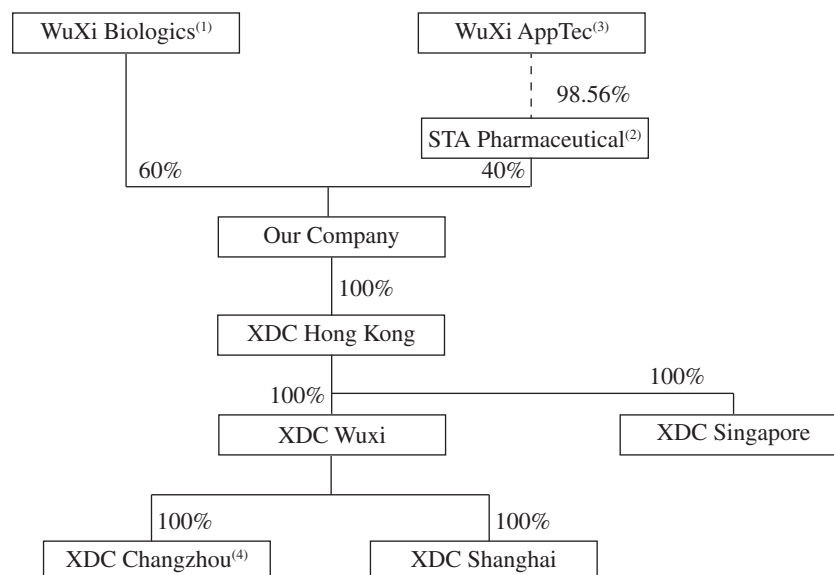 WuXi Biologics(1)
WuXi AppTec(3)
98.56%
STA Pharmaceutical(2)
60%
40%
Our Company
100%
XDC Hong Kong
100%
100%
XDC Wuxi
XDC Singapore
100%
100%
XDC Changzhou(4)
XDC Shanghai